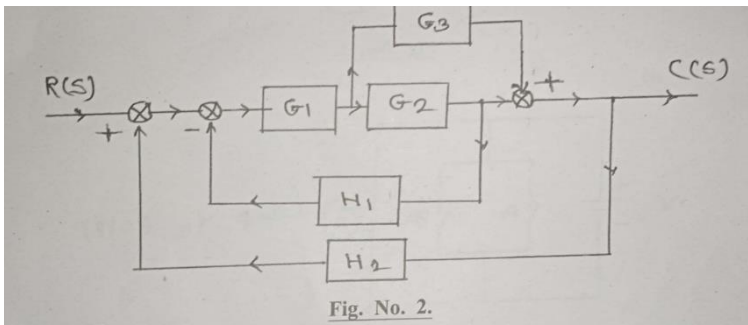 G3
R(S)
+
-
G1
G2
+
C(S)
H1
H2
Fig. No. 2.